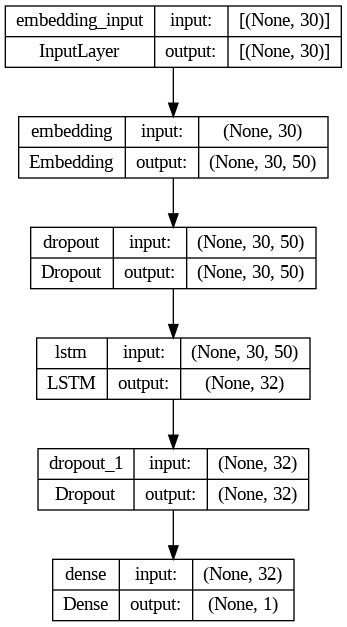 embedding_input input: [(None, 30)]
InputLayer output: [(None, 30)]
embedding input: (None, 30)
Embedding output: (None, 30, 50)
dropout input: (None, 30, 50)
Dropout output: (None, 30, 50)
lstm input: (None, 30, 50)
LSTM output: (None, 32)
dropout_1 input: (None, 32)
Dropout output: (None, 32)
dense input: (None, 32)
Dense output: (None, 1)